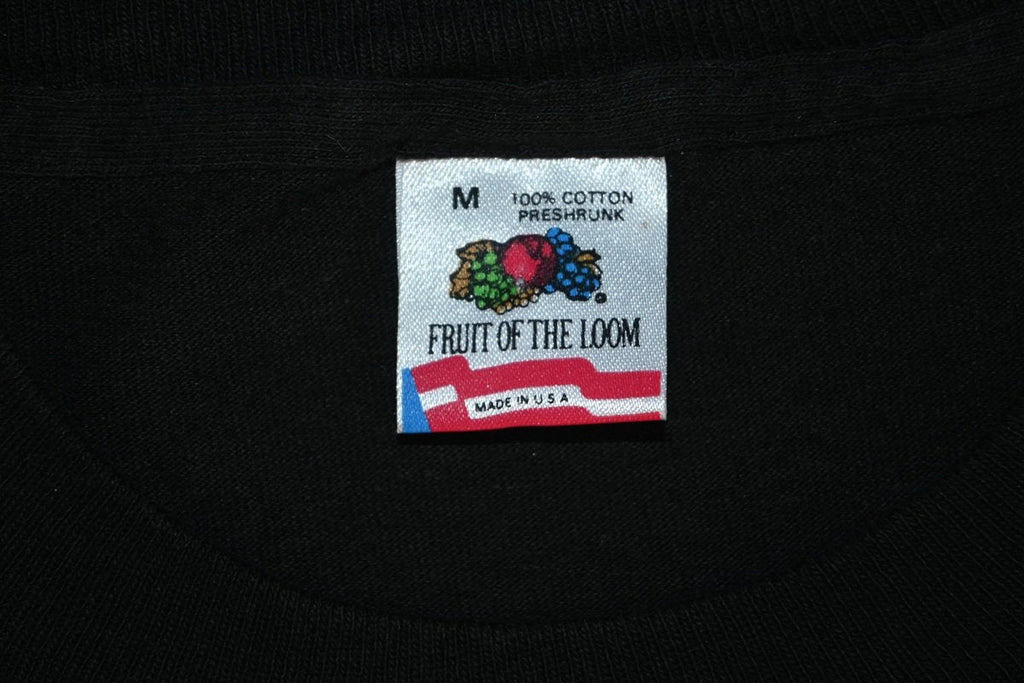 M
100% COTTON
PRESHRUNK
FRUIT OF THE LOOM
MADE IN U S A